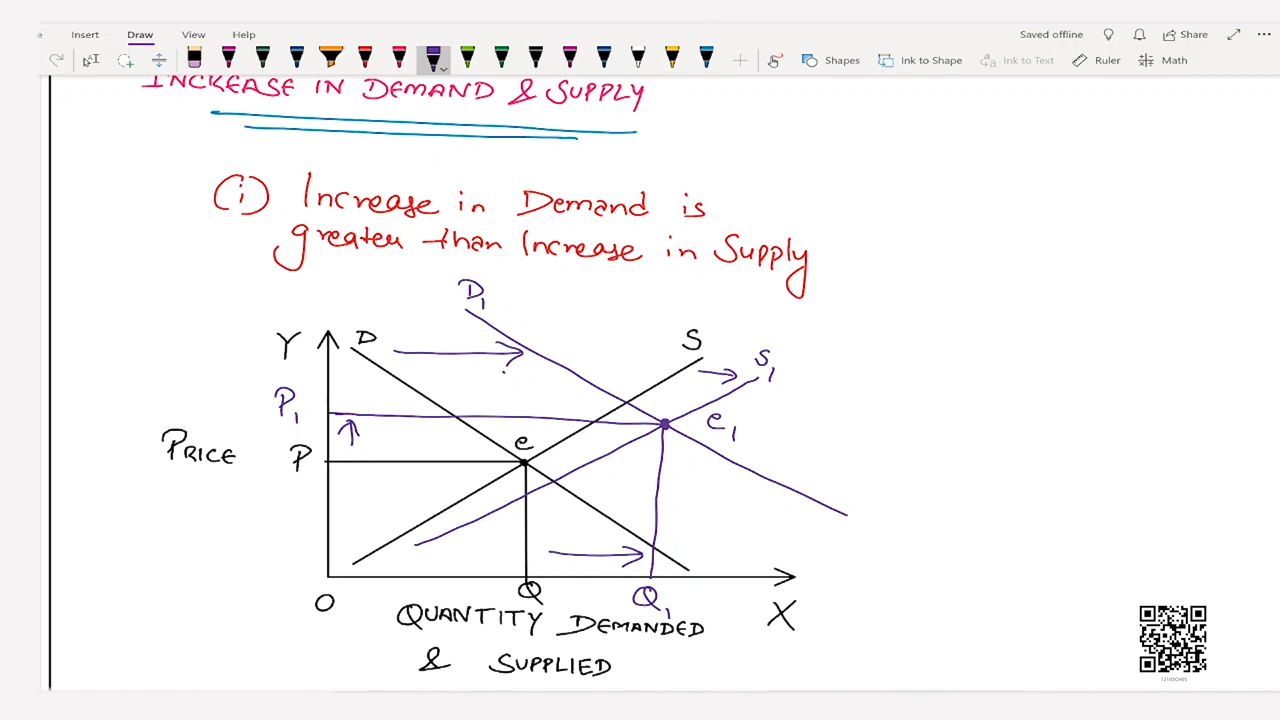 Insert Draw View Help Saved offline Share
Shapes Ink to Shape Ink to Text Ruler Math
INCREASE IN DEMAND & SUPPLY
(i) Increase in Demand is
greater than Increase in Supply
D1
Y D S S1
P1 e1
e
PRICE P
O Q Q1 X
QUANTITY DEMANDED
& SUPPLIED
12103CH05